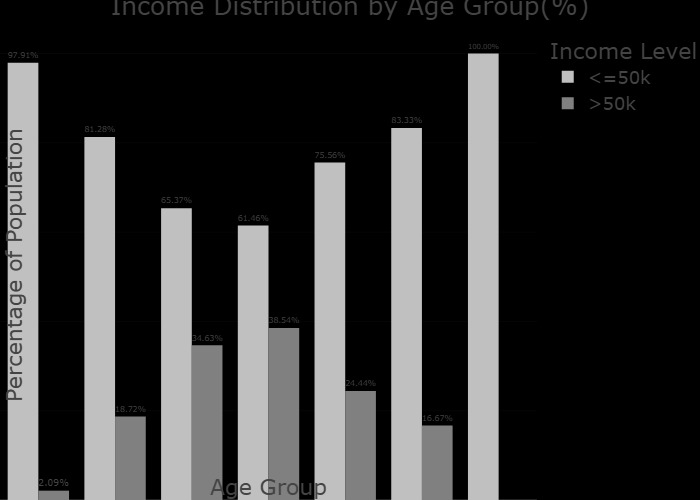 Income Distribution by Age Group(%)
Income Level
<=50k
>50k
Percentage of Population
97.91%
2.09%
81.28%
18.72%
65.37%
34.63%
61.46%
38.54%
75.56%
24.44%
83.33%
16.67%
100.00%
Age Group